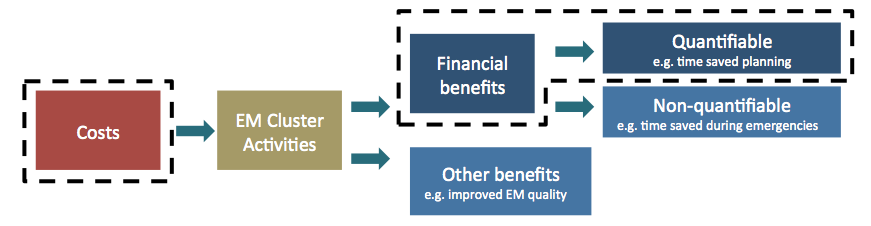 Quantifiable
e.g. time saved planning
Financial
benefits
Non-quantifiable
e.g. time saved during emergencies
Costs
EM Cluster
Activities
Other benefits
e.g. improved EM quality